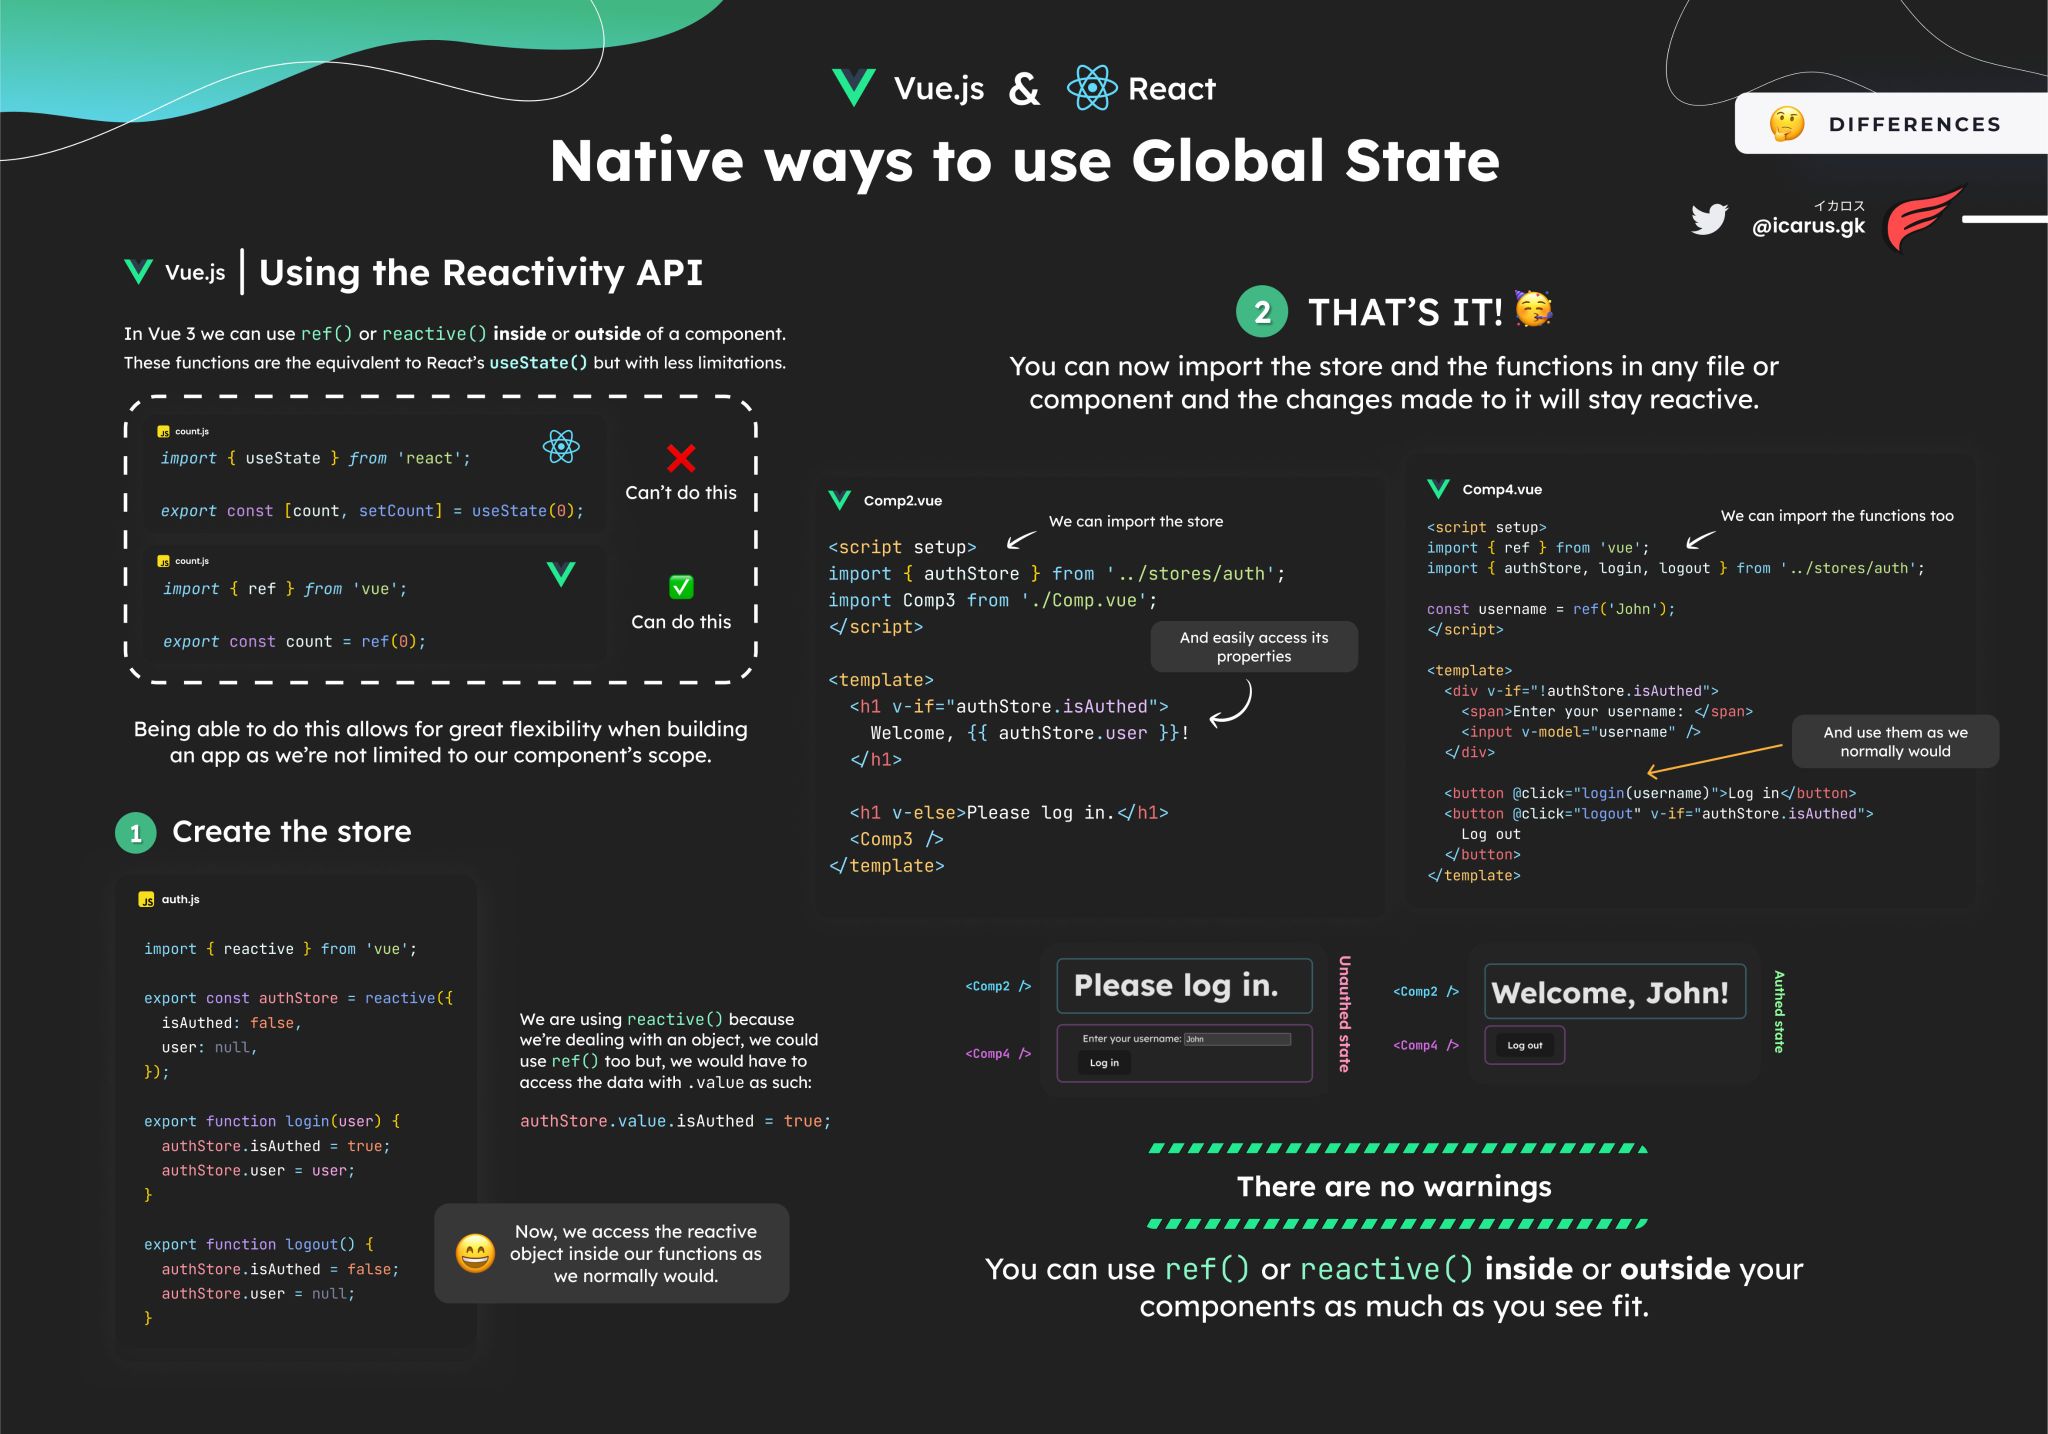 Vue.js & React
Native ways to use Global State
DIFFERENCES
イカロス
@icarus.gk
Vue.js | Using the Reactivity API
In Vue 3 we can use ref() or reactive() inside or outside of a component.
These functions are the equivalent to React’s useState() but with less limitations.
JS count.js
import { useState } from 'react';
export const [count, setCount] = useState(0);
Can’t do this
JS count.js
import { ref } from 'vue';
export const count = ref(0);
Can do this
Being able to do this allows for great flexibility when building
an app as we’re not limited to our component’s scope.
1 Create the store
JS auth.js
import { reactive } from 'vue';
export const authStore = reactive({
isAuthed: false,
user: null,
});
export function login(user) {
authStore.isAuthed = true;
authStore.user = user;
}
export function logout() {
authStore.isAuthed = false;
authStore.user = null;
}
We are using reactive() because
we’re dealing with an object, we could
use ref() too but, we would have to
access the data with .value as such:
authStore.value.isAuthed = true;
Now, we access the reactive
object inside our functions as
we normally would.
2 THAT’S IT!
You can now import the store and the functions in any file or
component and the changes made to it will stay reactive.
Comp2.vue
We can import the store
<script setup>
import { authStore } from '../stores/auth';
import Comp3 from './Comp.vue';
</script>
And easily access its
properties
<template>
<h1 v-if="authStore.isAuthed">
Welcome, {{ authStore.user }}!
</h1>
<h1 v-else>Please log in.</h1>
<Comp3 />
</template>
Comp4.vue
We can import the functions too
<script setup>
import { ref } from 'vue';
import { authStore, login, logout } from '../stores/auth';
const username = ref('John');
</script>
<template>
<div v-if="!authStore.isAuthed">
<span>Enter your username: </span>
<input v-model="username" />
</div>
And use them as we
normally would
<button @click="login(username)">Log in</button>
<button @click="logout" v-if="authStore.isAuthed">
Log out
</button>
</template>
<Comp2 />
Please log in.
<Comp4 />
Enter your username: John
Log in
Unauthed state
<Comp2 />
Welcome, John!
<Comp4 />
Log out
Authed state
There are no warnings
You can use ref() or reactive() inside or outside your
components as much as you see fit.